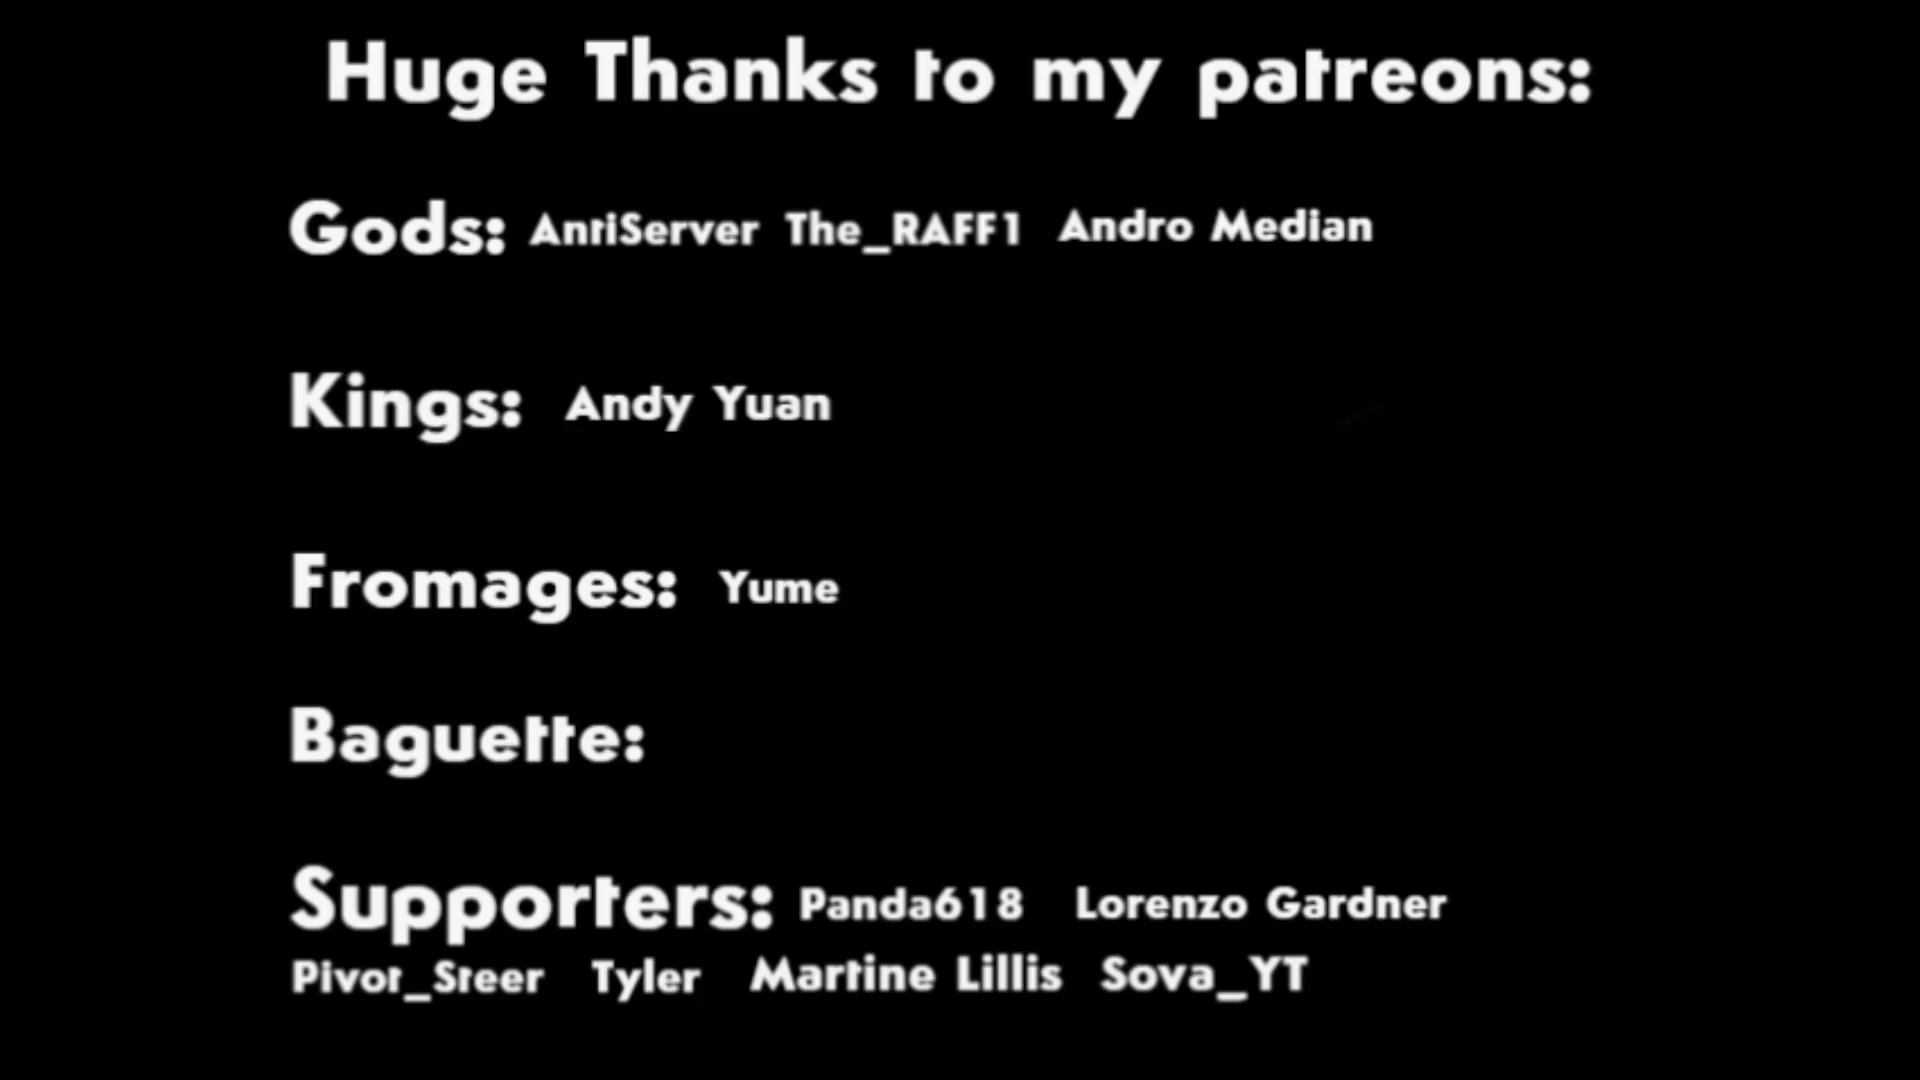 Huge Thanks to my patreons:
Gods: AntiServer The_RAFF1 Andro Median
Kings: Andy Yuan
Fromages: Yume
Baguette:
Supporters: Panda618 Lorenzo Gardner
Pivot_Steer Tyler Martine Lillis Sova_YT